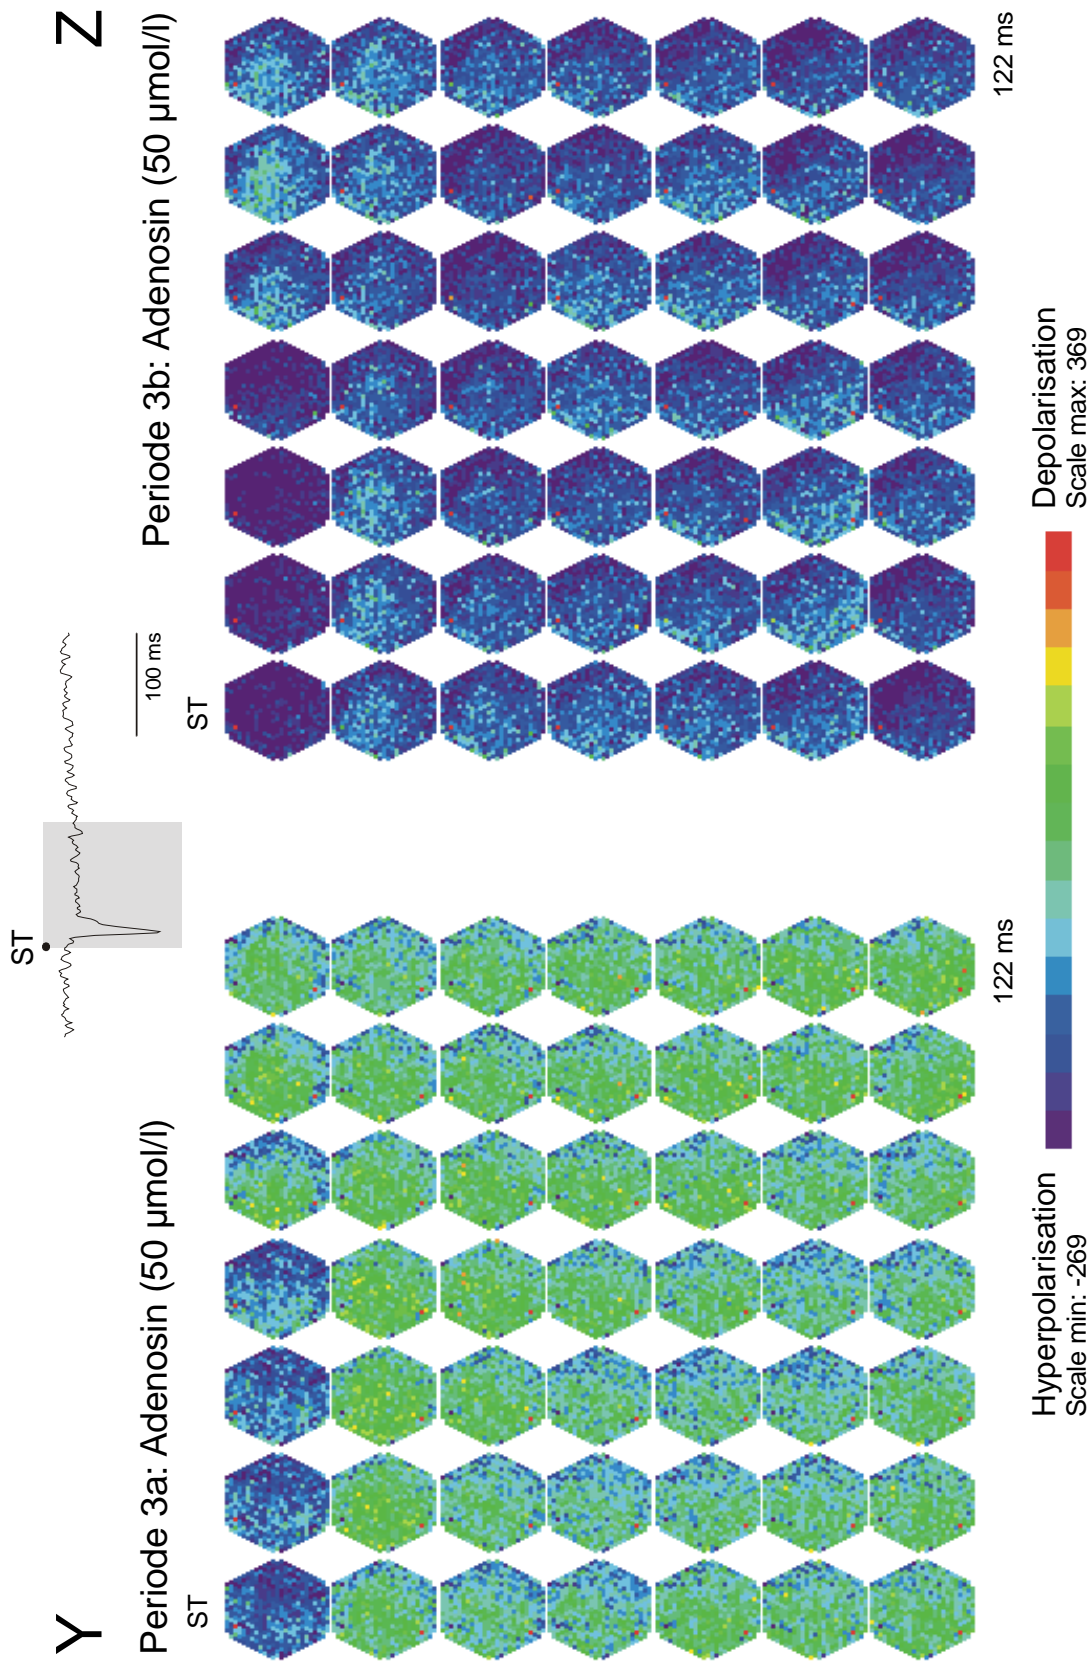 Y
Z
ST
100 ms
Periode 3a: Adenosin (50 µmol/l)
Periode 3b: Adenosin (50 µmol/l)
ST
ST
122 ms
122 ms
Hyperpolarisation
Scale min: -269
Depolarisation
Scale max: 369